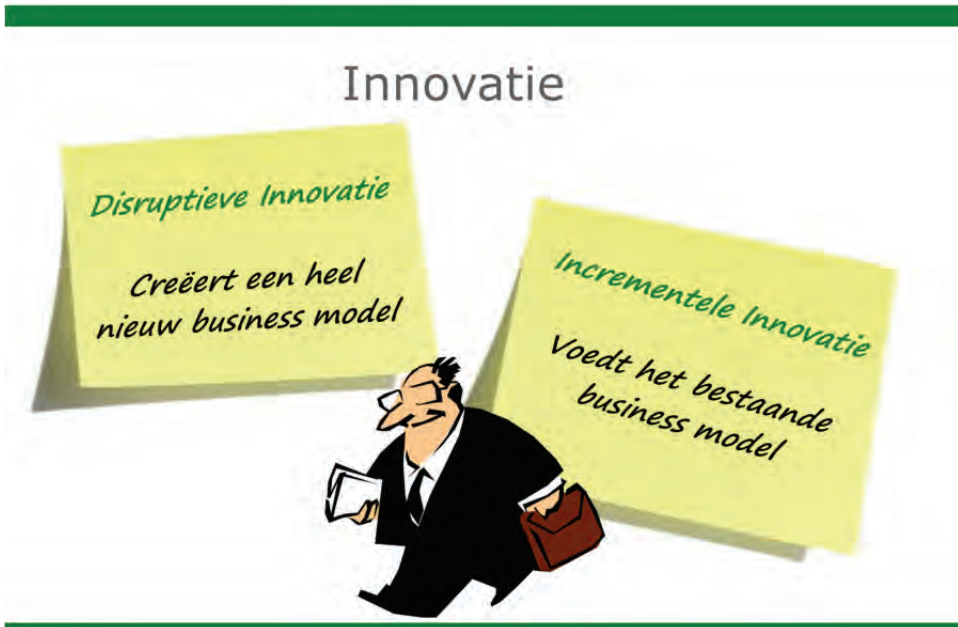 Innovatie
Disruptieve Innovatie
Creëert een heel
nieuw business model
Incrementele Innovatie
Voedt het bestaande
business model